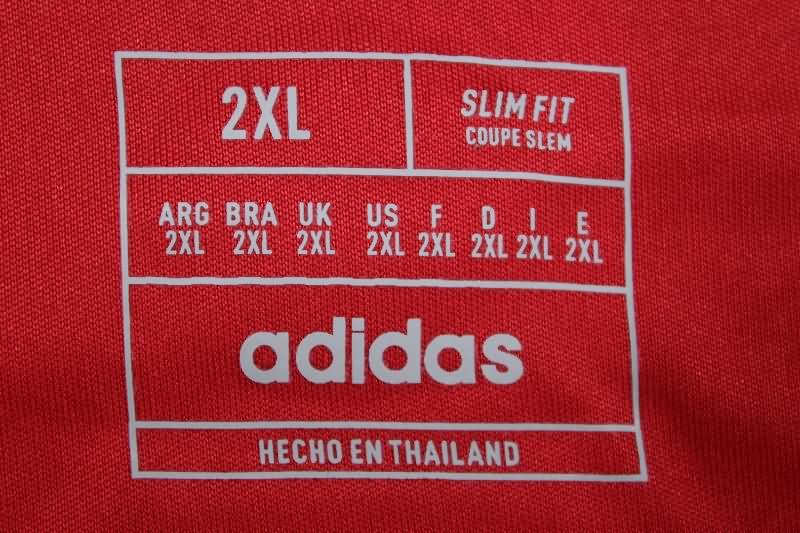 2XL
SLIM FIT
COUPE SLEM
ARG BRA UK US F D I E
2XL 2XL 2XL 2XL 2XL 2XL 2XL 2XL
adidas
HECHO EN THAILAND